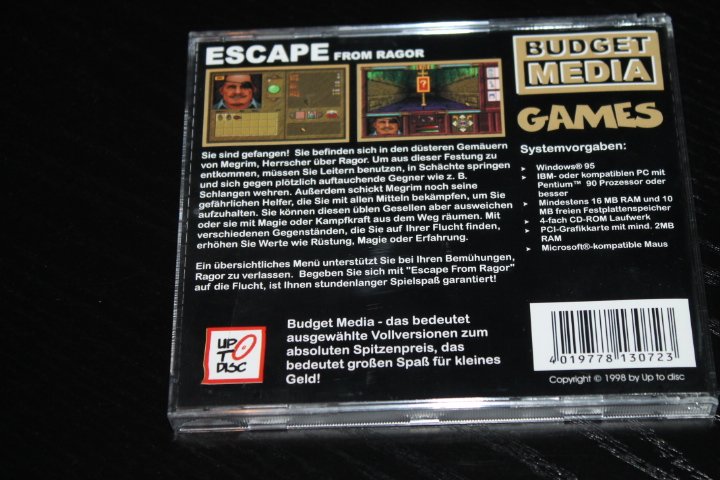 ESCAPE FROM RAGOR
Sie sind gefangen! Sie befinden sich in den düsteren Gemäuern
von Megrim, Herrscher über Ragor. Um aus dieser Festung zu
entkommen, müssen Sie Leitern benutzen, in Schächte springen
und sich gegen plötzlich auftauchende Gegner wie z. B.
Schlangen wehren. Außerdem schickt Megrim noch seine
gefährlichen Helfer, die Sie mit allen Mitteln bekämpfen, um Sie
aufzuhalten. Sie können diesen üblen Gesellen aber ausweichen
oder sie mit Magie oder Kampfkraft aus dem Weg räumen. Mit
verschiedenen Gegenständen, die Sie auf Ihrer Flucht finden,
erhöhen Sie Werte wie Rüstung, Magie oder Erfahrung.
Ein übersichtliches Menü unterstützt Sie bei Ihren Bemühungen,
Ragor zu verlassen. Begeben Sie sich mit "Escape From Ragor"
auf die Flucht, ist Ihnen stundenlanger Spielspaß garantiert!
BUDGET
MEDIA
GAMES
Systemvorgaben:
Windows® 95
IBM- oder kompatiblen PC mit
Pentium™ 90 Prozessor oder
besser
Mindestens 16 MB RAM und 10
MB freien Festplattenspeicher
4-fach CD-ROM Laufwerk
PCI-Grafikkarte mit mind. 2MB
RAM
Microsoft®-kompatible Maus
UP
TO
DISC
Budget Media - das bedeutet
ausgewählte Vollversionen zum
absoluten Spitzenpreis, das
bedeutet großen Spaß für kleines
Geld!
4019778130723
Copyright © 1998 by Up to disc